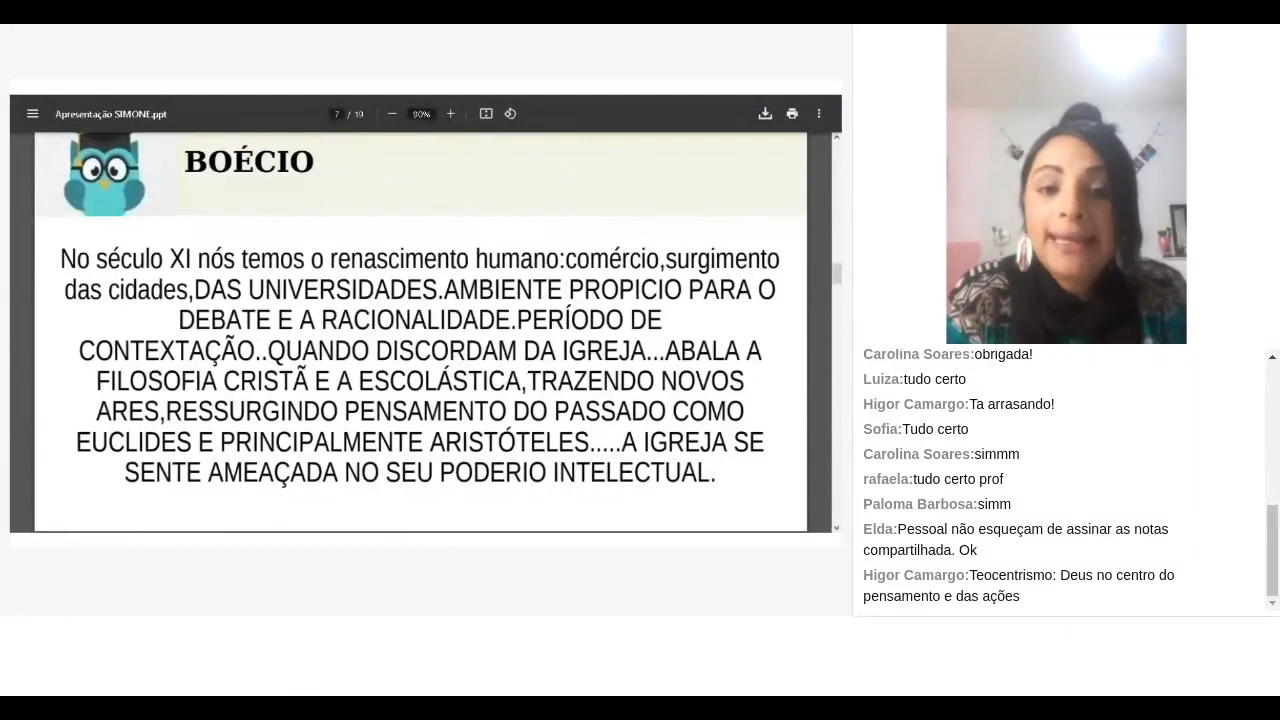 Apresentação SIMONE.ppt
7 / 19
90%
BOÉCIO
No século XI nós temos o renascimento humano:comércio,surgimento
das cidades,DAS UNIVERSIDADES.AMBIENTE PROPICIO PARA O
DEBATE E A RACIONALIDADE.PERÍODO DE
CONTEXTAÇÃO..QUANDO DISCORDAM DA IGREJA...ABALA A
FILOSOFIA CRISTÃ E A ESCOLÁSTICA,TRAZENDO NOVOS
ARES,RESSURGINDO PENSAMENTO DO PASSADO COMO
EUCLIDES E PRINCIPALMENTE ARISTÓTELES.....A IGREJA SE
SENTE AMEAÇADA NO SEU PODERIO INTELECTUAL.
Carolina Soares:obrigada!
Luiza:tudo certo
Higor Camargo:Ta arrasando!
Sofia:Tudo certo
Carolina Soares:simmm
rafaela:tudo certo prof
Paloma Barbosa:simm
Elda:Pessoal não esqueçam de assinar as notas
compartilhada. Ok
Higor Camargo:Teocentrismo: Deus no centro do
pensamento e das ações